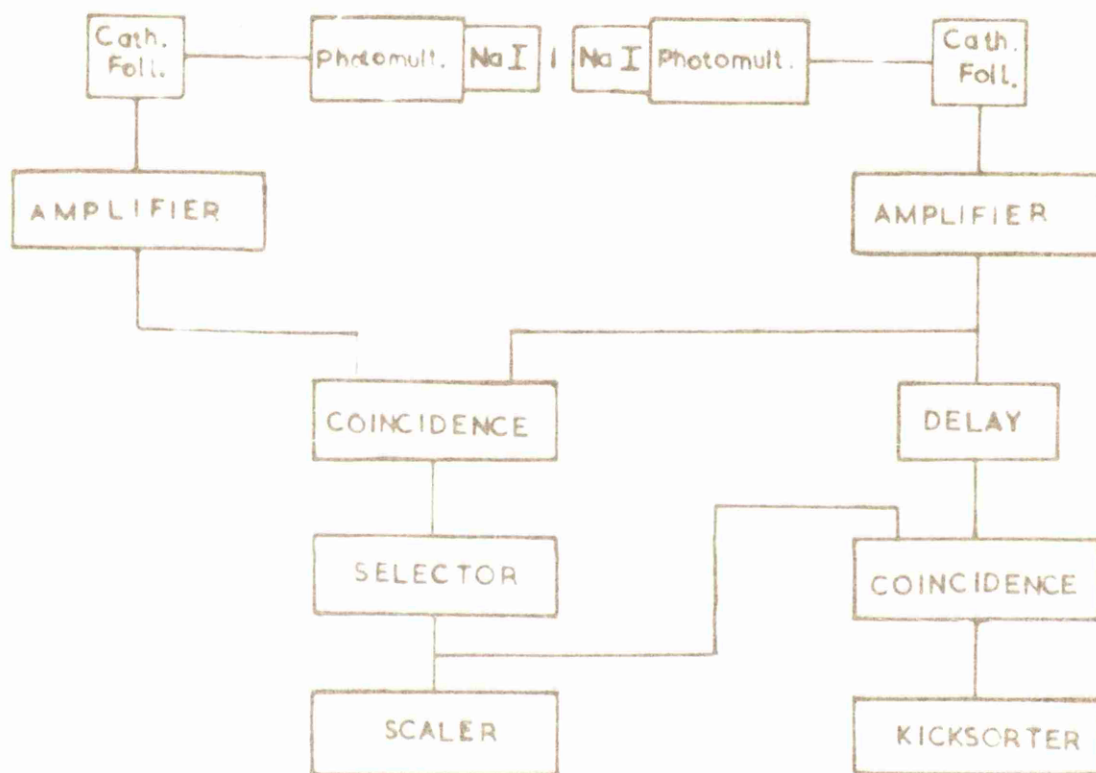 Cath.
Foll.
Photomult.
NaI
NaI
Photomult.
Cath.
Foll.
AMPLIFIER
AMPLIFIER
COINCIDENCE
DELAY
SELECTOR
COINCIDENCE
SCALER
KICKSORTER